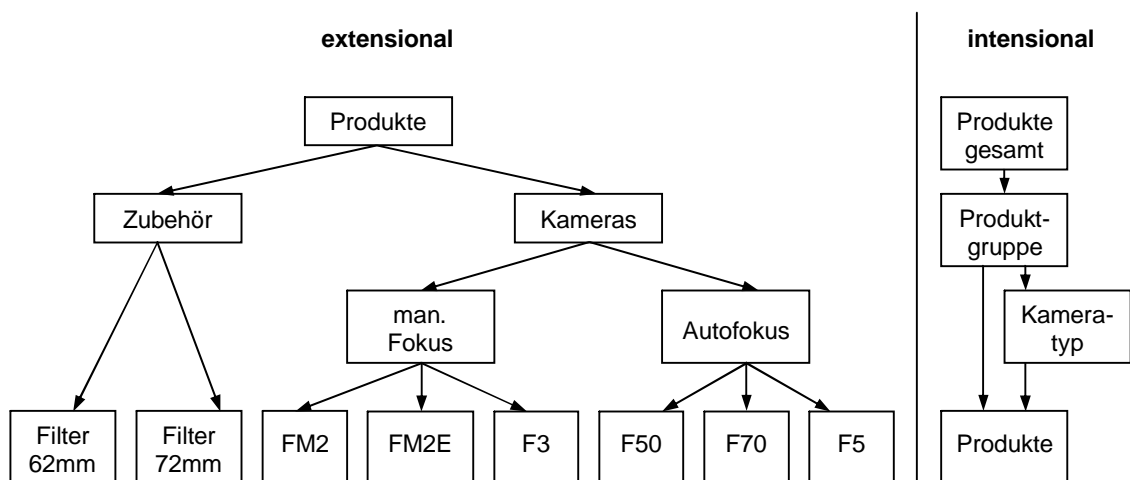 extensional
intensional
Produkte
Produkte
gesamt
Zubehör
Kameras
Produkt-
gruppe
man.
Fokus
Autofokus
Kamera-
typ
Filter
62mm
Filter
72mm
FM2
FM2E
F3
F50
F70
F5
Produkte